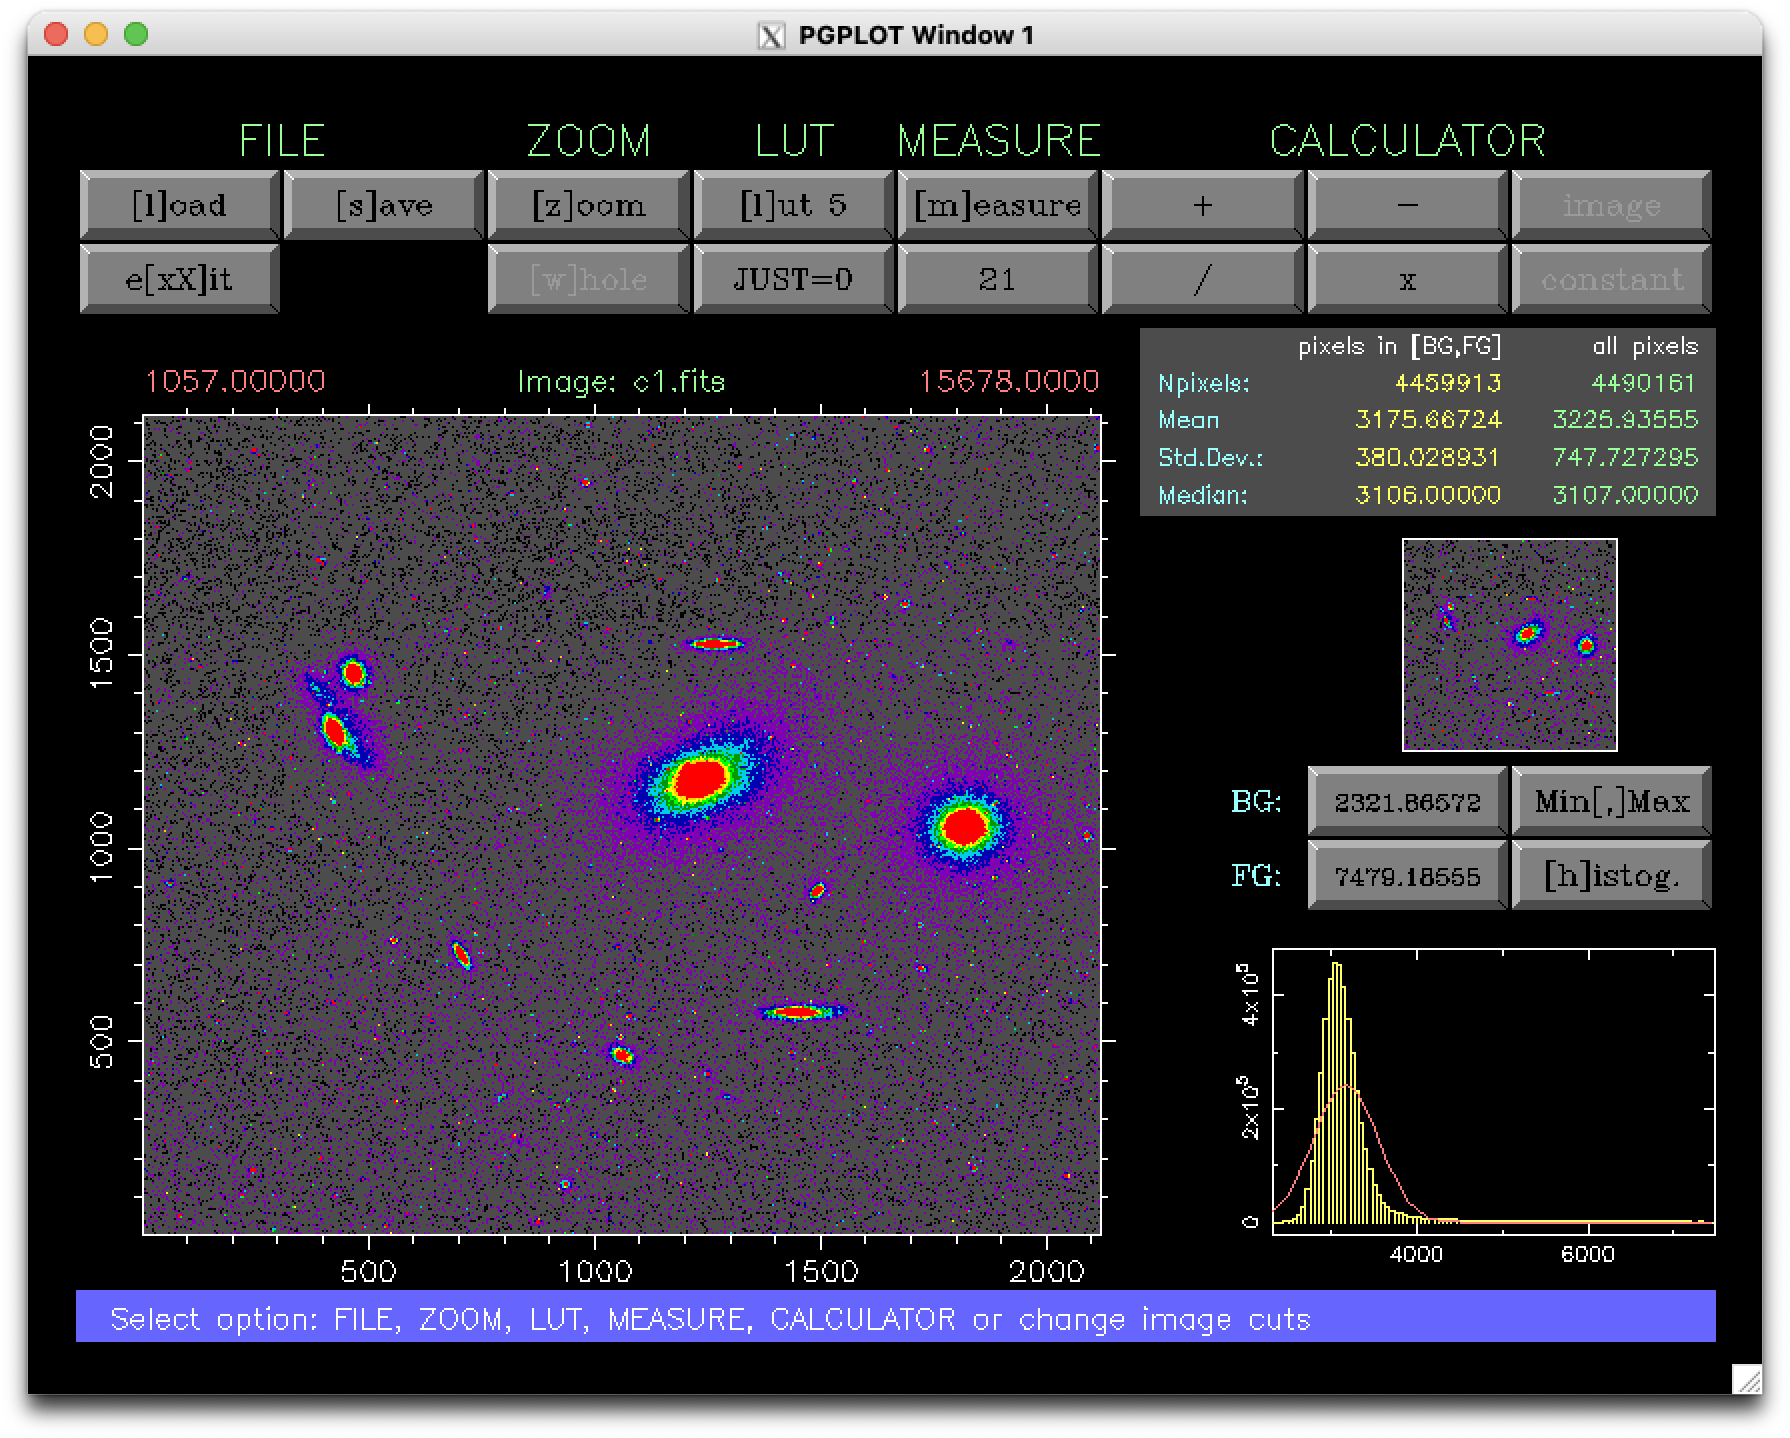 PGPLOT Window 1
FILE ZOOM LUT MEASURE CALCULATOR
[l]oad [s]ave [z]oom [l]ut 5 [m]easure + − image
e[xX]it [w]hole JUST=0 21 / x constant
pixels in [BG,FG] all pixels
Npixels: 4459913 4490161
Mean 3175.66724 3225.93555
Std.Dev.: 380.028931 747.727295
Median: 3106.00000 3107.00000
1057.00000 Image: c1.fits 15678.0000
2000
1500
1000
500
500 1000 1500 2000
BG: 2321.86572 Min[,]Max
FG: 7479.18555 [h]istog.
4×10⁵
2×10⁵
0
4000 6000
Select option: FILE, ZOOM, LUT, MEASURE, CALCULATOR or change image cuts